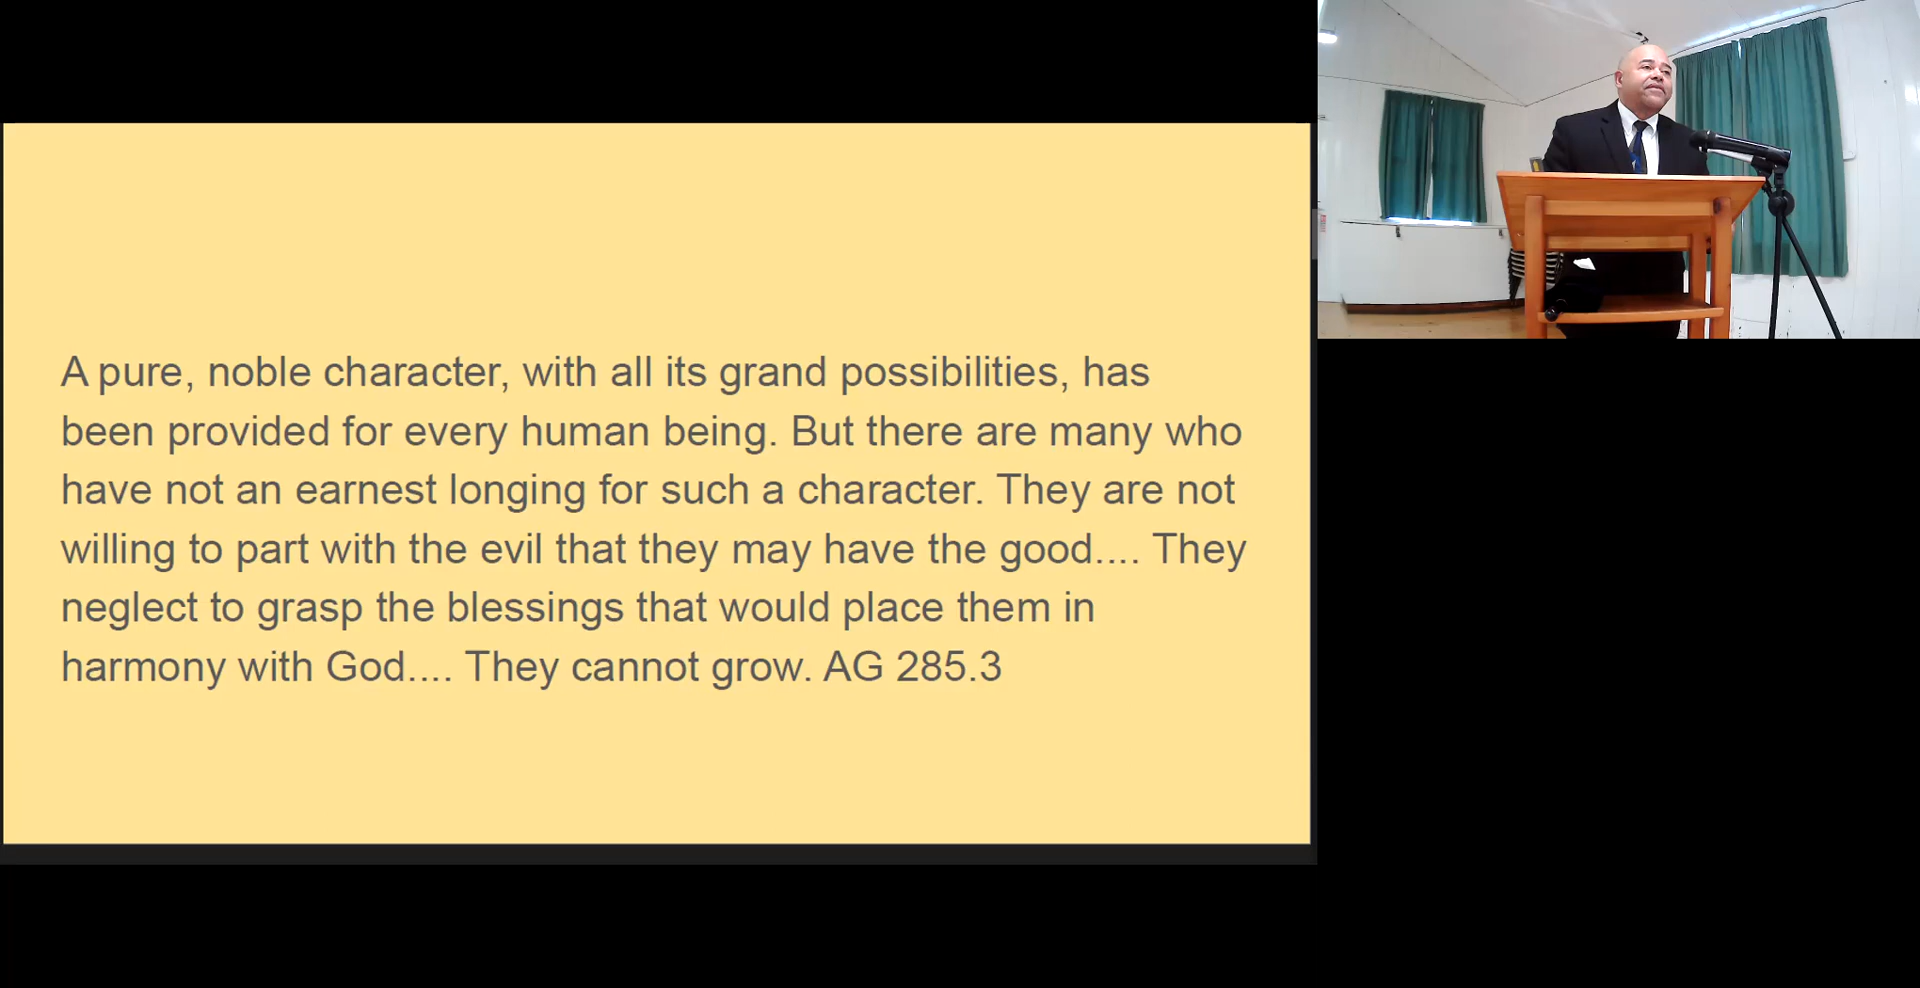 A pure, noble character, with all its grand possibilities, has
been provided for every human being. But there are many who
have not an earnest longing for such a character. They are not
willing to part with the evil that they may have the good.... They
neglect to grasp the blessings that would place them in
harmony with God.... They cannot grow. AG 285.3